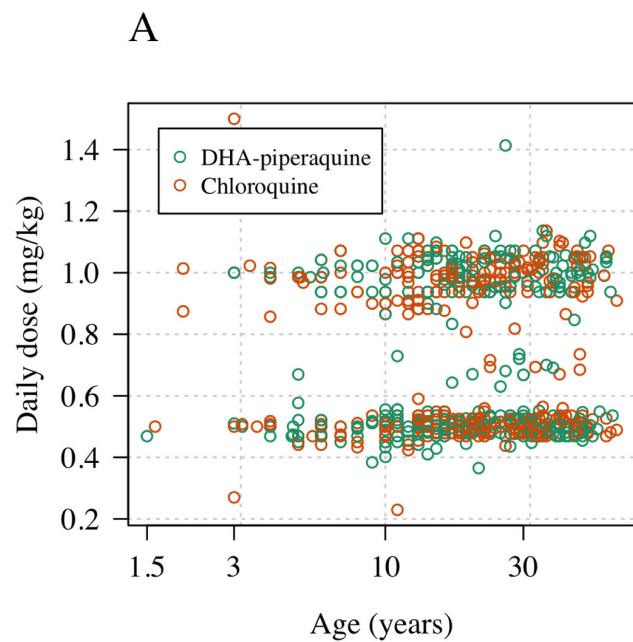 A
DHA-piperaquine
Chloroquine
Daily dose (mg/kg)
1.4
1.2
1.0
0.8
0.6
0.4
0.2
1.5 3 10 30
Age (years)